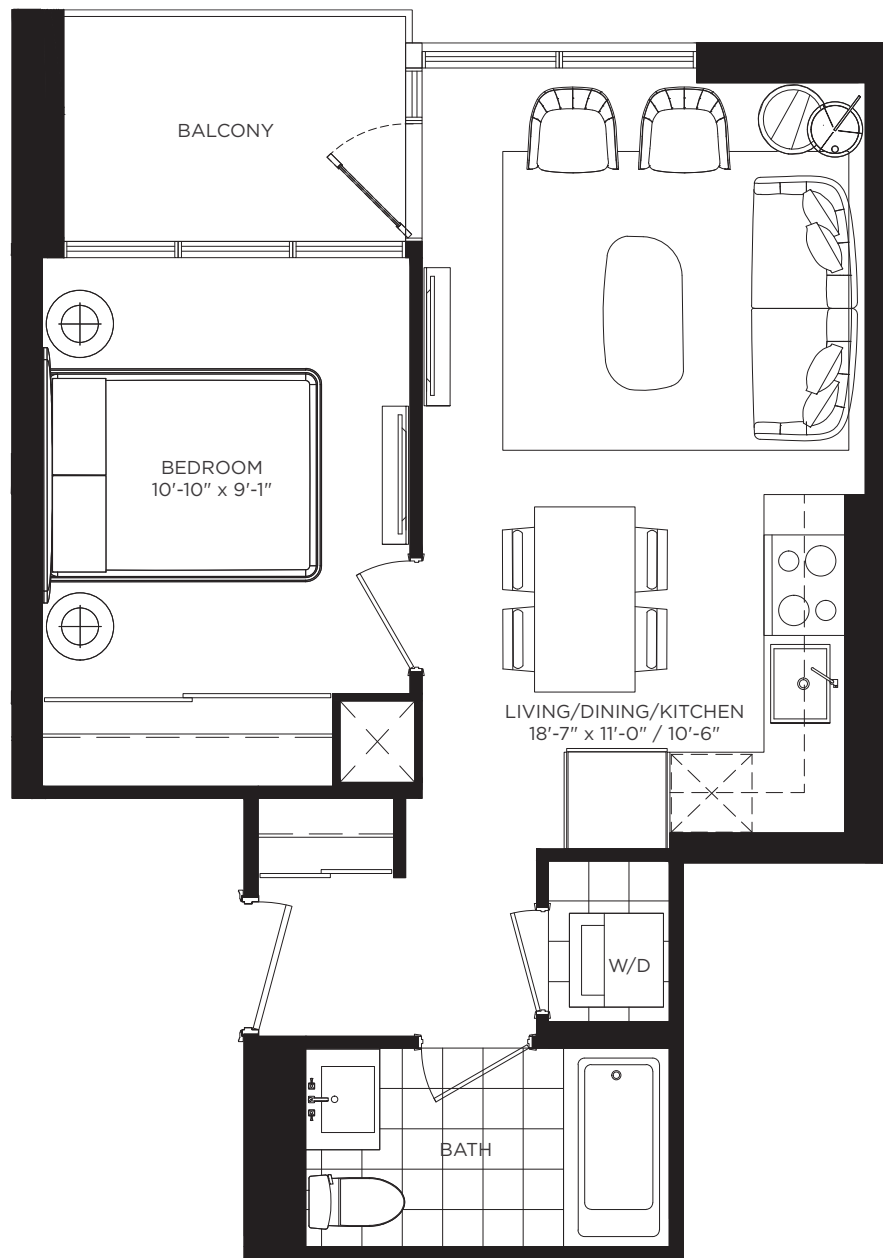 BALCONY
BEDROOM
10'-10" x 9'-1"
LIVING/DINING/KITCHEN
18'-7" x 11'-0" / 10'-6"
W/D
BATH